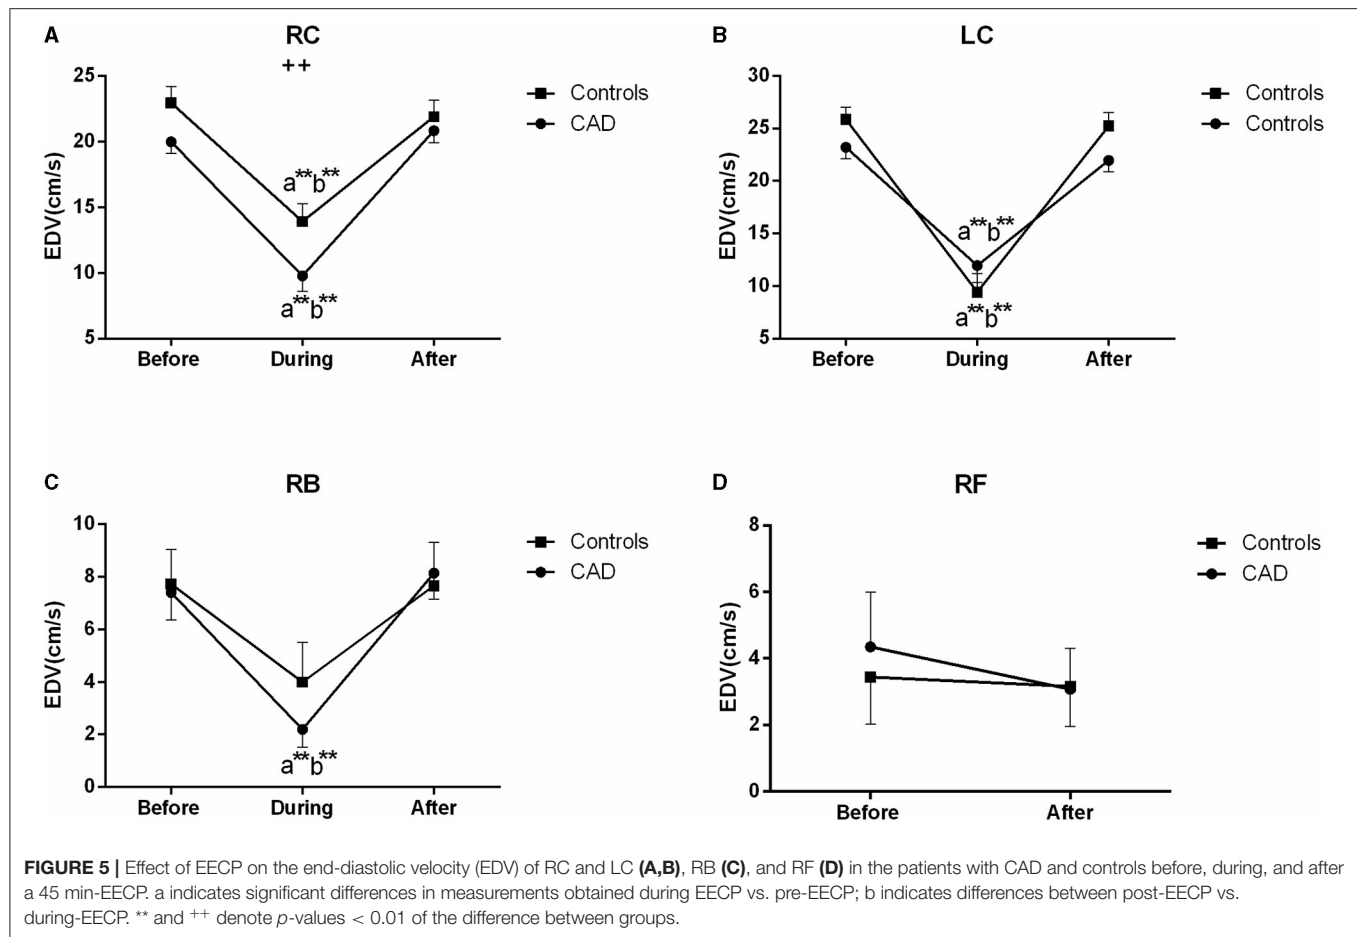 A
RC
++
25
20
15
10
5
EDV(cm/s)
a**b**
a**b**
Before During After
Controls
CAD
B
LC
30
25
20
15
10
5
EDV(cm/s)
a**b**
a**b**
Before During After
Controls
Controls
C
RB
10
8
6
4
2
0
EDV(cm/s)
a**b**
Before During After
Controls
CAD
D
RF
8
6
4
2
0
EDV(cm/s)
Before After
Controls
CAD
FIGURE 5 | Effect of EECP on the end-diastolic velocity (EDV) of RC and LC (A,B), RB (C), and RF (D) in the patients with CAD and controls before, during, and after
a 45 min-EECP. a indicates significant differences in measurements obtained during EECP vs. pre-EECP; b indicates differences between post-EECP vs.
during-EECP. ** and ++ denote p-values < 0.01 of the difference between groups.